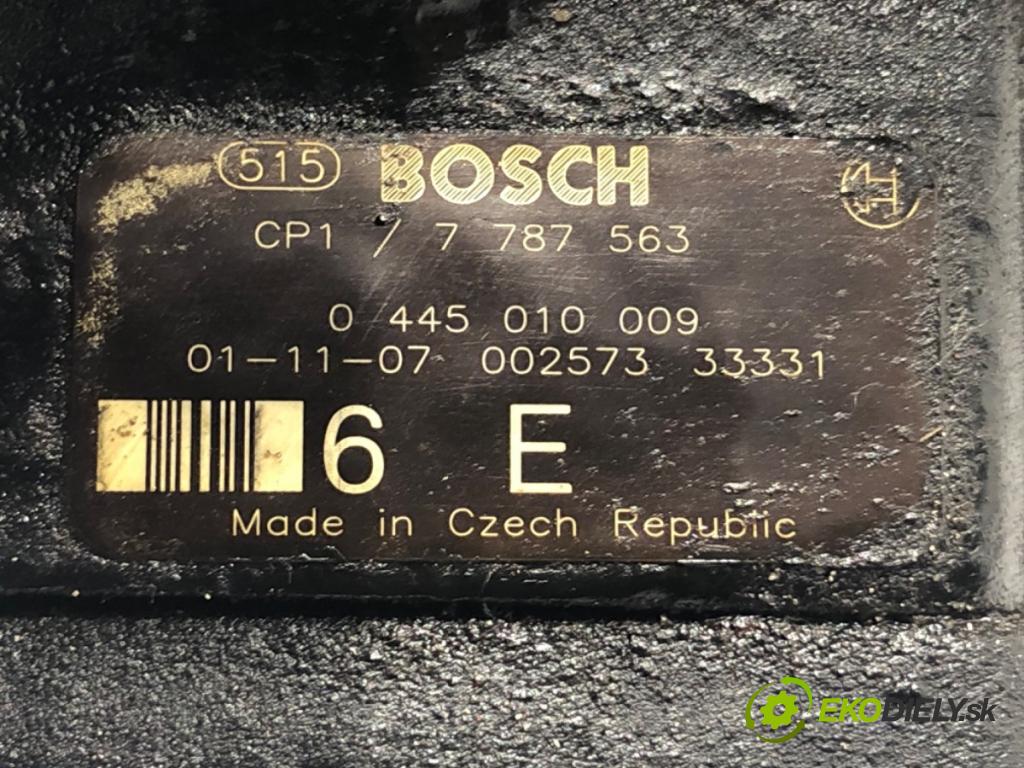 515 BOSCH
CP1 / 7 787 563
0 445 010 009
01-11-07 002573 33331
6 E
Made in Czech Republic
EKODIELY.sk